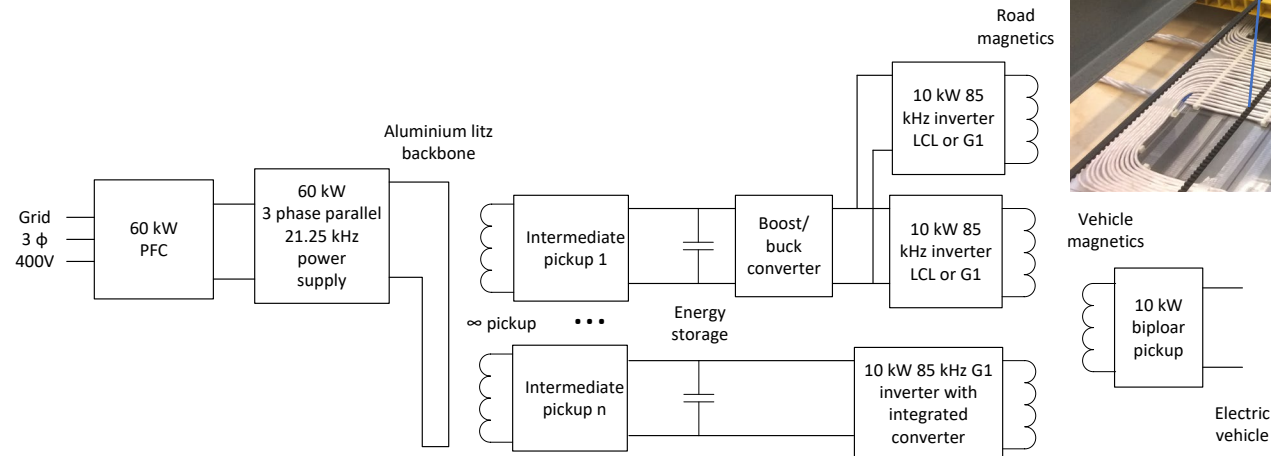 Grid
3 ϕ
400V
60 kW
PFC
60 kW
3 phase parallel
21.25 kHz
power
supply
Aluminium litz
backbone
∞ pickup
Intermediate
pickup 1
• • •
Intermediate
pickup n
Energy
storage
Boost/
buck
converter
Road
magnetics
10 kW 85
kHz inverter
LCL or G1
10 kW 85
kHz inverter
LCL or G1
10 kW 85 kHz G1
inverter with
integrated
converter
Vehicle
magnetics
10 kW
biploar
pickup
Electric
vehicle